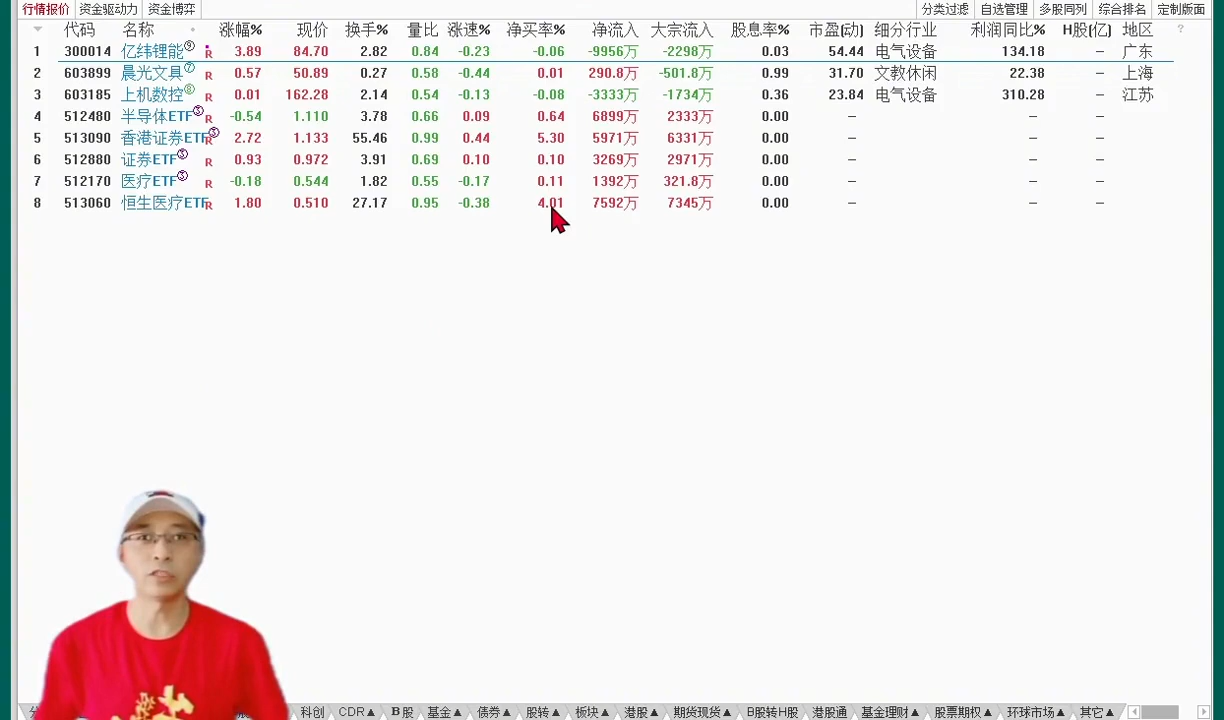 行情报价 资金驱动力 资金博弈 分类过滤 自选管理 多股同列 综合排名 定制版面
代码 名称 涨幅% 现价 换手% 量比 涨速% 净买率% 净流入 大宗流入 股息率% 市盈(动) 细分行业 利润同比% H股(亿) 地区 ?
1 300014 亿纬锂能⑨ R 3.89 84.70 2.82 0.84 -0.23 -0.06 -9956万 -2298万 0.03 54.44 电气设备 134.18 – 广东
2 603899 晨光文具⑦ R 0.57 50.89 0.27 0.58 -0.44 0.01 290.8万 -501.8万 0.99 31.70 文教休闲 22.38 – 上海
3 603185 上机数控⑥ R 0.01 162.28 2.14 0.54 -0.13 -0.08 -3333万 -1734万 0.36 23.84 电气设备 310.28 – 江苏
4 512480 半导体ETF⑤ R -0.54 1.110 3.78 0.66 0.09 0.64 6899万 2333万 0.00 – – –
5 513090 香港证券ETF⑤ R 2.72 1.133 55.46 0.99 0.44 5.30 5971万 6331万 0.00 – – –
6 512880 证券ETF⑤ R 0.93 0.972 3.91 0.69 0.10 0.10 3269万 2971万 0.00 – – –
7 512170 医疗ETF⑤ R -0.18 0.544 1.82 0.55 -0.17 0.11 1392万 321.8万 0.00 – – –
8 513060 恒生医疗ETF R 1.80 0.510 27.17 0.95 -0.38 4.01 7592万 7345万 0.00 – – –
科创 CDR▲ B股 基金▲ 债券▲ 股转▲ 板块▲ 港股▲ 期货现货▲ B股转H股 港股通 基金理财▲ 股票期权▲ 环球市场▲ 其它▲